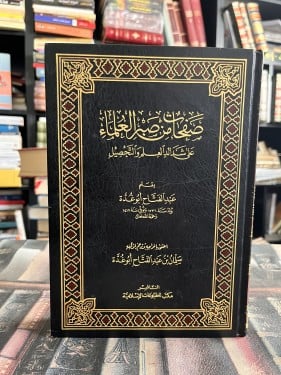 صفحات من صبر العلماء
على شدائد العلم والتحصيل
بقلم
عبد الفتاح أبو غدة
سلمان بن عبد الفتاح أبو غدة
الناشر
مكتب المطبوعات الإسلامية